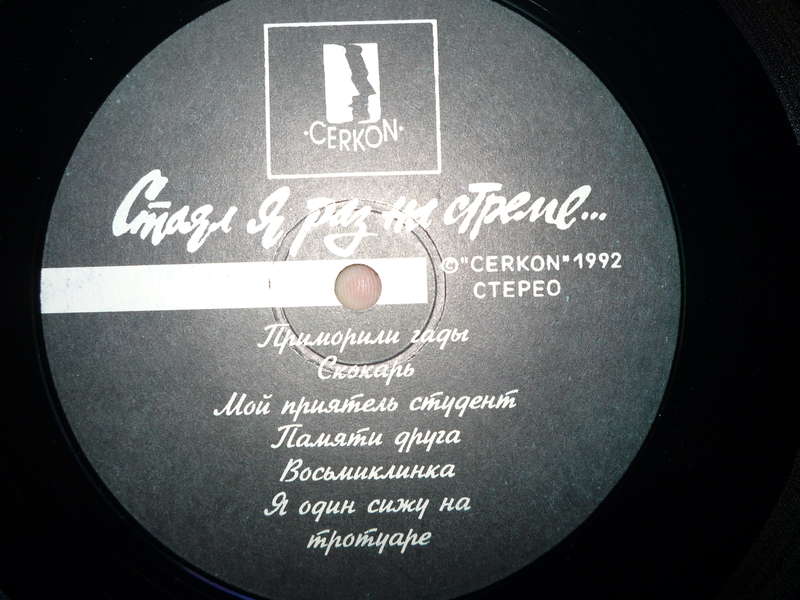 ·CERKON·
Стоял я раз на стреме...
©"CERKON" 1992
СТЕРЕО
Приморили гады
Скокарь
Мой приятель студент
Памяти друга
Восьмиклинка
Я один сижу на
тротуаре